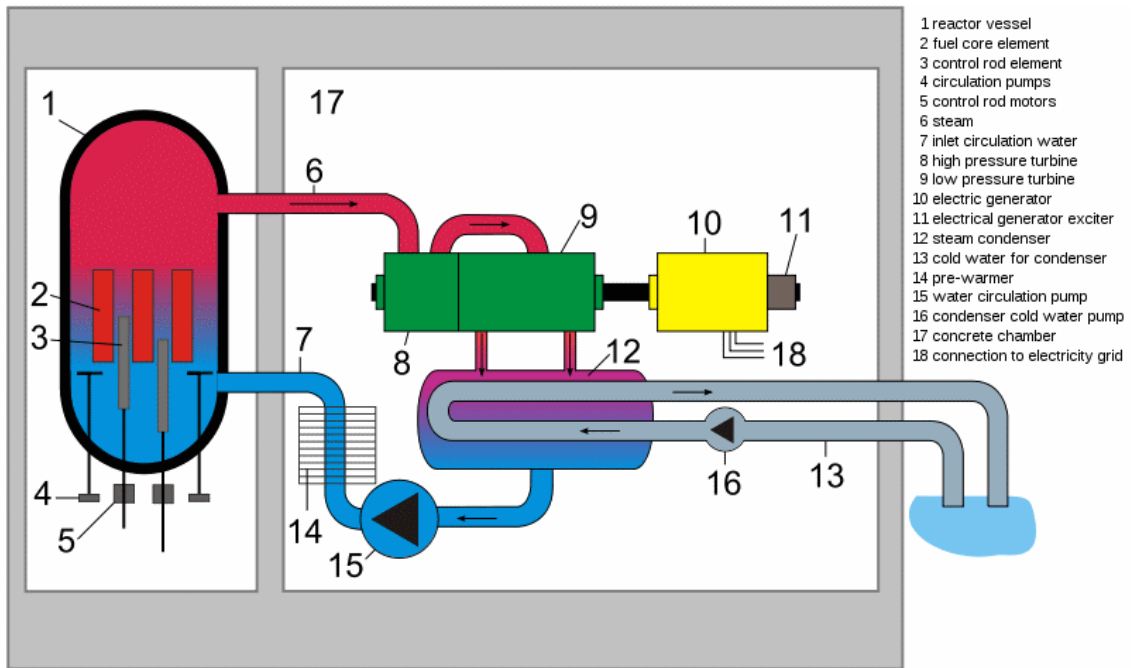 1 reactor vessel
2 fuel core element
3 control rod element
4 circulation pumps
5 control rod motors
6 steam
7 inlet circulation water
8 high pressure turbine
9 low pressure turbine
10 electric generator
11 electrical generator exciter
12 steam condenser
13 cold water for condenser
14 pre-warmer
15 water circulation pump
16 condenser cold water pump
17 concrete chamber
18 connection to electricity grid
1
17
6
9
10
11
2
3
7
8
12
18
16
13
4
5
14
15